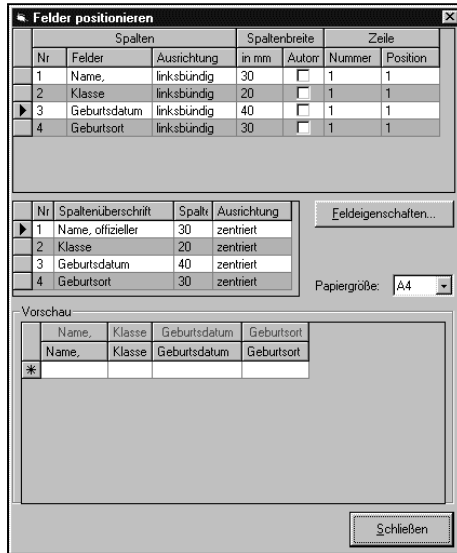 Felder positionieren
Spalten Spaltenbreite Zeile
Nr Felder Ausrichtung in mm Autom Nummer Position
1 Name, linksbündig 30 1 1
2 Klasse linksbündig 20 1 1
3 Geburtsdatum linksbündig 40 1 1
4 Geburtsort linksbündig 30 1 1
Nr Spaltenüberschrift Spalte Ausrichtung
1 Name, offizieller 30 zentriert
2 Klasse 20 zentriert
3 Geburtsdatum 40 zentriert
4 Geburtsort 30 zentriert
Feldeigenschaften...
Papiergröße: A4
Vorschau
Name, Klasse Geburtsdatum Geburtsort
Name, Klasse Geburtsdatum Geburtsort
Schließen